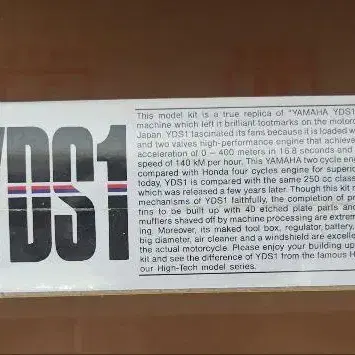 YDS1
This model kit is a true replica of "YAMAHA YDS1
machine which left it brilliant footmarks on the
Japan. YDS1 fascinated its fans because it is loaded
and two valves high-performance engine that achieve
acceleration of 0 – 400 meters in 16.8 seconds and
speed of 140 kM per hour. This YAMAHA two cycle
compared with Honda four cycles engine for
today, YDS1 is compared with the same 250 cc class
which was released a few years later. Though this kit
mechanisms of YDS1 faithfully, the completion of
fins to be built up with 40 etched plate parts and
mufflers shaved off by machine processing are
ing. Moreover, its maked tool box, regulator, battery,
big diameter, air cleaner and a windshield are
the actual motorcycle. Please enjoy your building up
kit and see the difference of YDS1 from the famous H
our High-Tech model series.